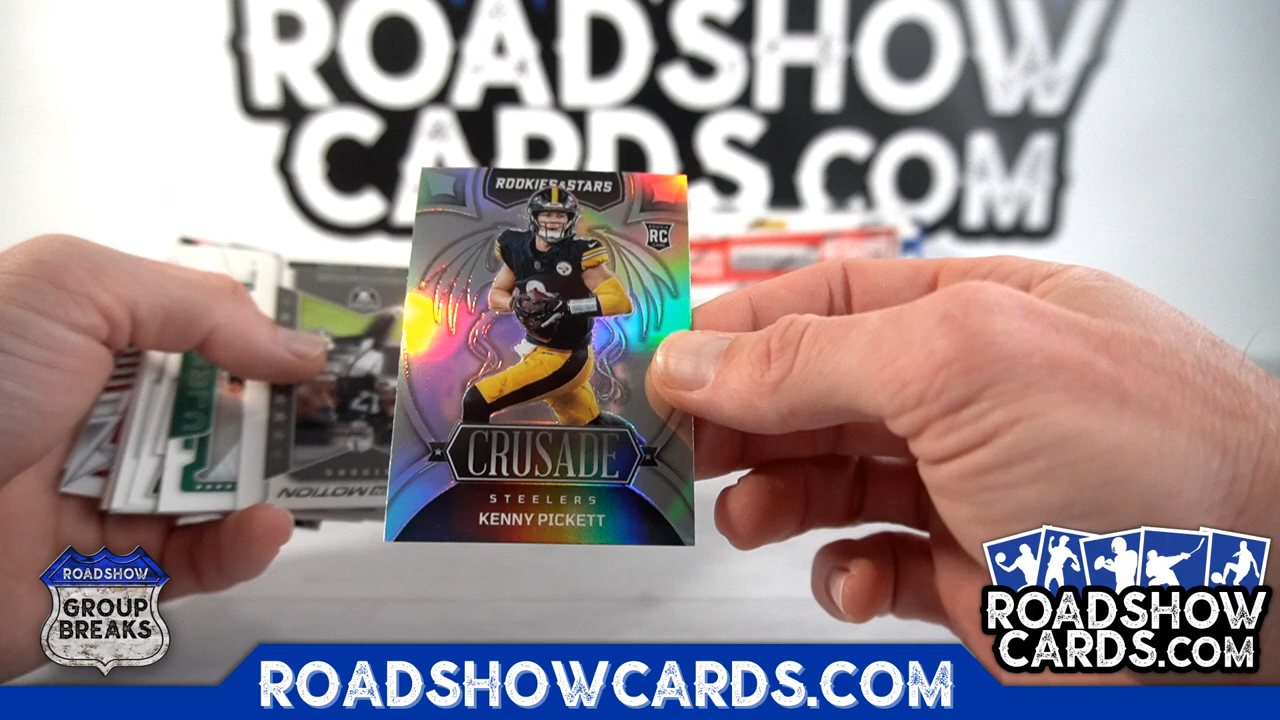 ROADSHOW
CARDS.COM
ROOKIES & STARS
RC
CRUSADE
STEELERS
KENNY PICKETT
MOTION
ROADSHOW
GROUP
BREAKS
ROADSHOW
CARDS.COM
ROADSHOWCARDS.COM